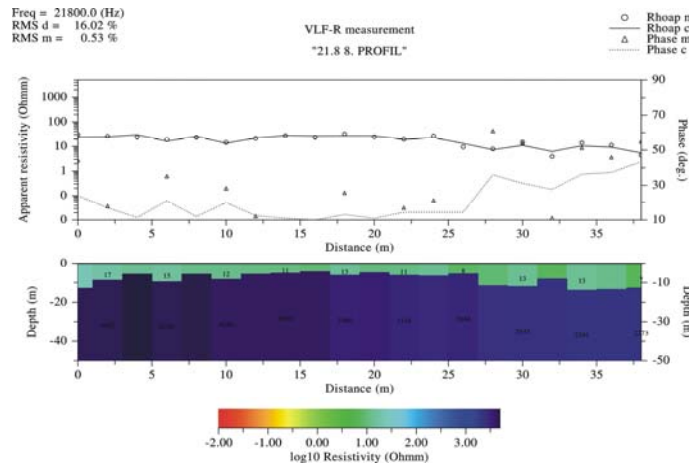 Freq = 21800.0 (Hz)
RMS d = 16.02 %
RMS m = 0.53 %
VLF-R measurement
"21.8 8. PROFIL"
Rhoap m
Rhoap c
Phase m
Phase c
Apparent resistivity (Ohmm)
1000
100
10
1
0
0
90
70
50
30
10
Phase (deg.)
0 5 10 15 20 25 30 35
Distance (m)
17 15 12 11 13 11 8 13 13
Depth (m)
0
-20
-40
-10
-30
-50
Depth (m)
0 5 10 15 20 25 30 35
Distance (m)
-2.00 -1.00 0.00 1.00 2.00 3.00
log10 Resistivity (Ohmm)